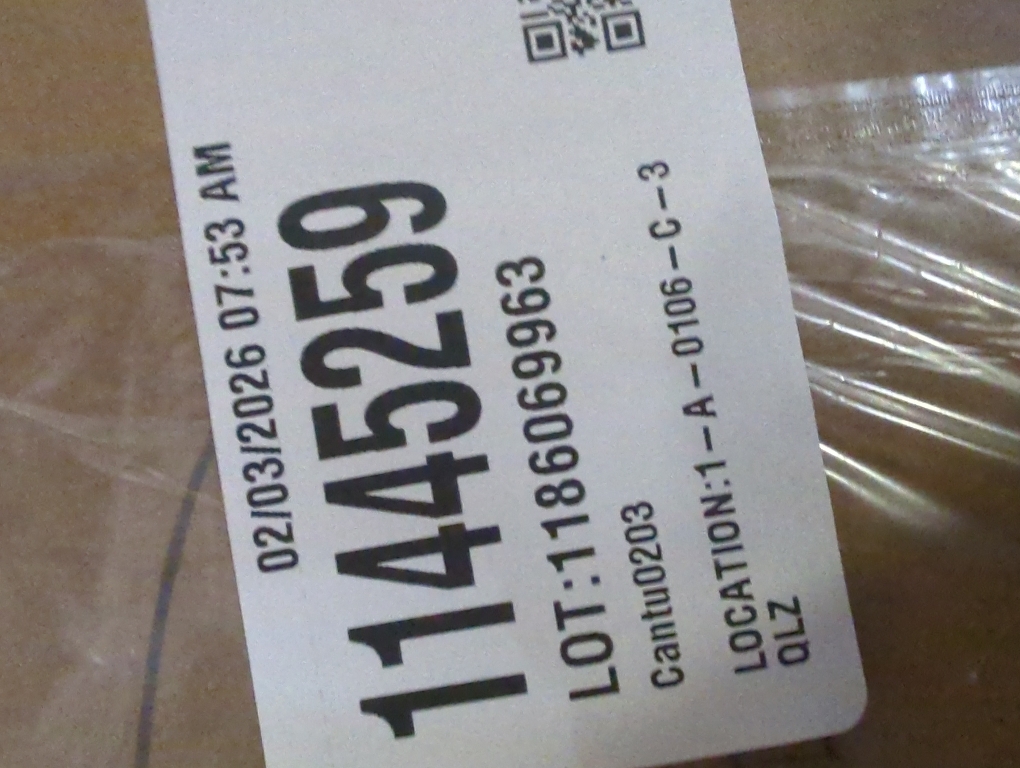 02/03/2026 07:53 AM
11445259
LOT:1186069963
Cantu0203
LOCATION:1-A-0106-C-3
QLZ